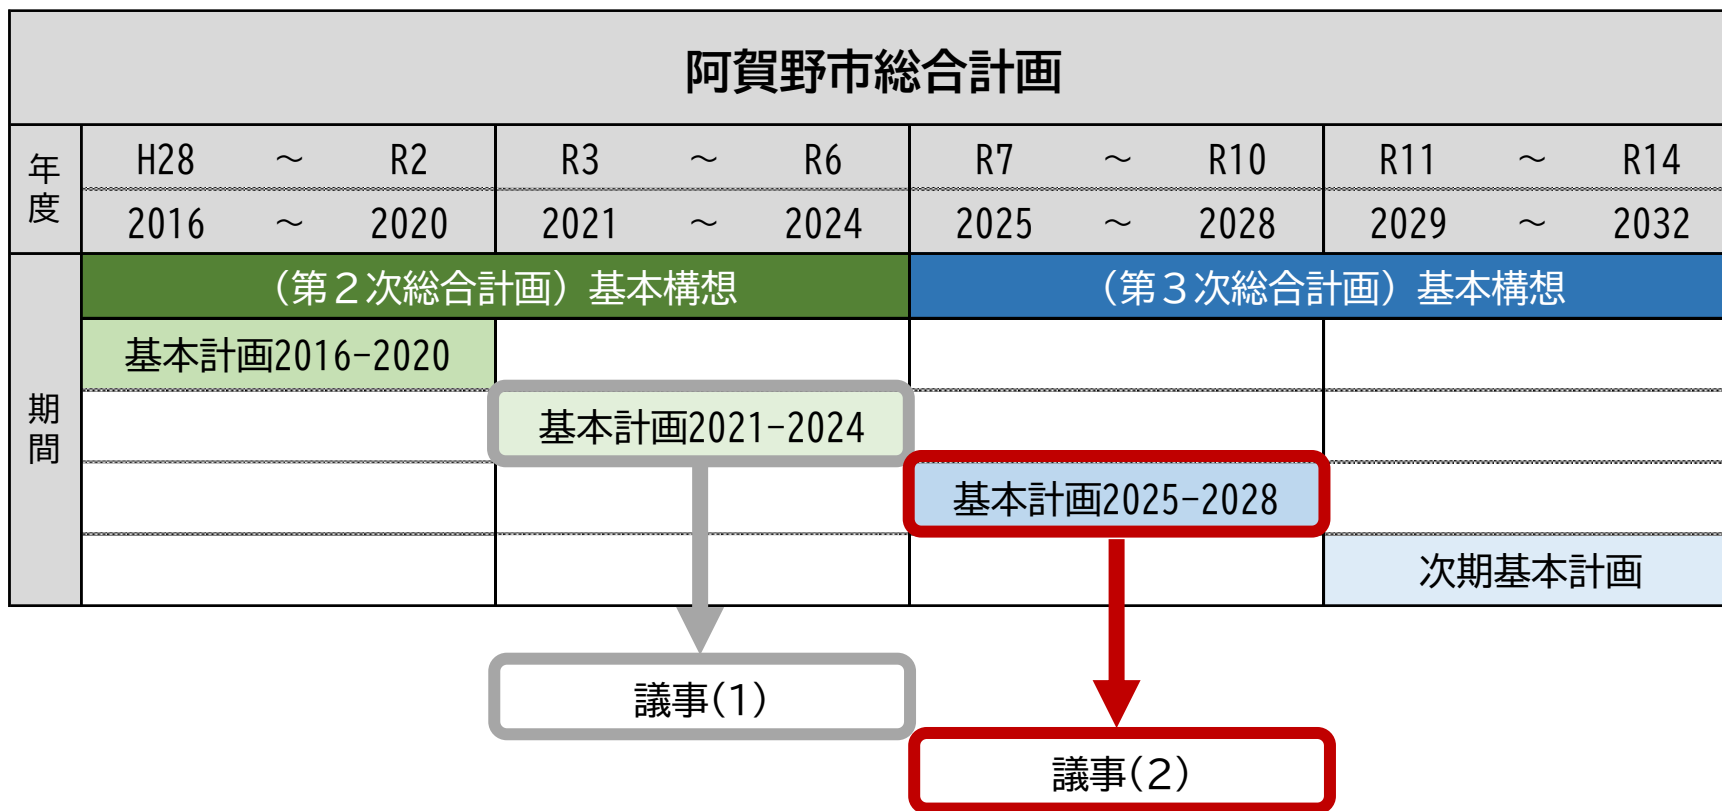 阿賀野市総合計画
年度
H28 ～ R2 R3 ～ R6 R7 ～ R10 R11 ～ R14
2016 ～ 2020 2021 ～ 2024 2025 ～ 2028 2029 ～ 2032
期間
（第２次総合計画）基本構想 （第３次総合計画）基本構想
基本計画2016-2020
基本計画2021-2024
基本計画2025-2028
次期基本計画
議事(1)
議事(2)